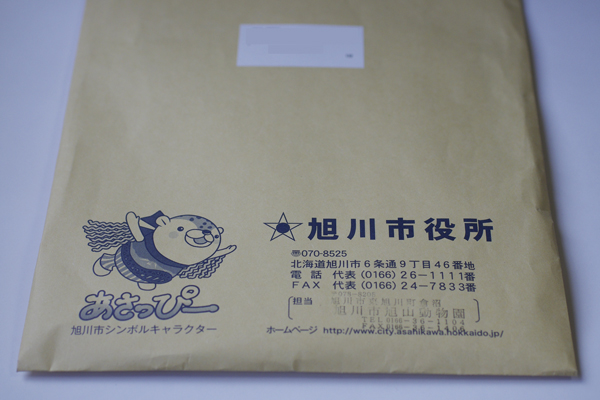 旭川市役所
〒070-8525
北海道旭川市6条通9丁目46番地
電話 代表(0166)26-1111番
FAX 代表(0166)24-7833番
担当
旭川市旭山動物園
TEL 0166-36-1104
ホームページ http://www.city.asahikawa.hokkaido.jp/
あさっぴー
旭川市シンボルキャラクター